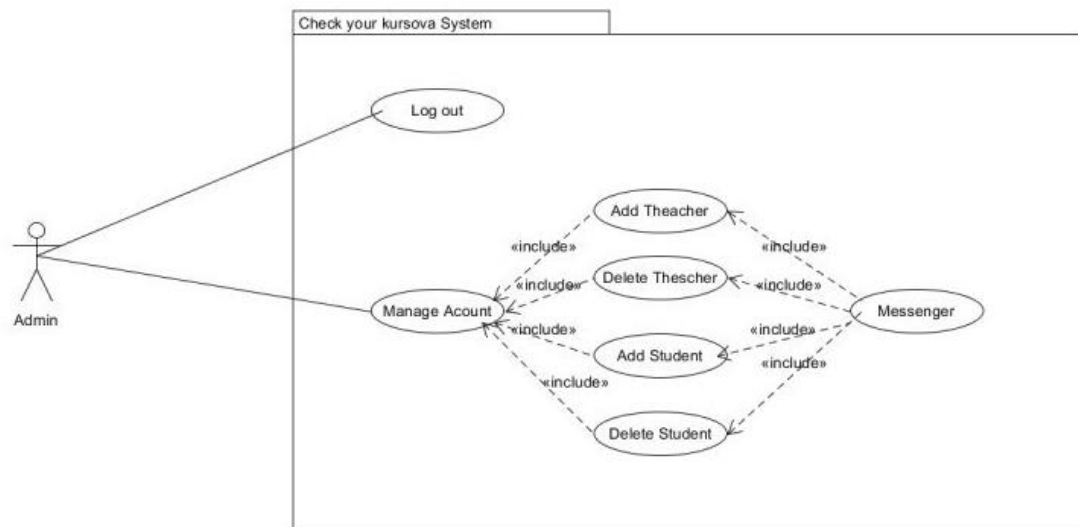 Check your kursova System
Log out
Add Theacher
«include»
«include»
Delete Thescher
«include»
«include»
Admin
Manage Acount
Messenger
«include»
«include»
Add Student
«include»
«include»
Delete Student